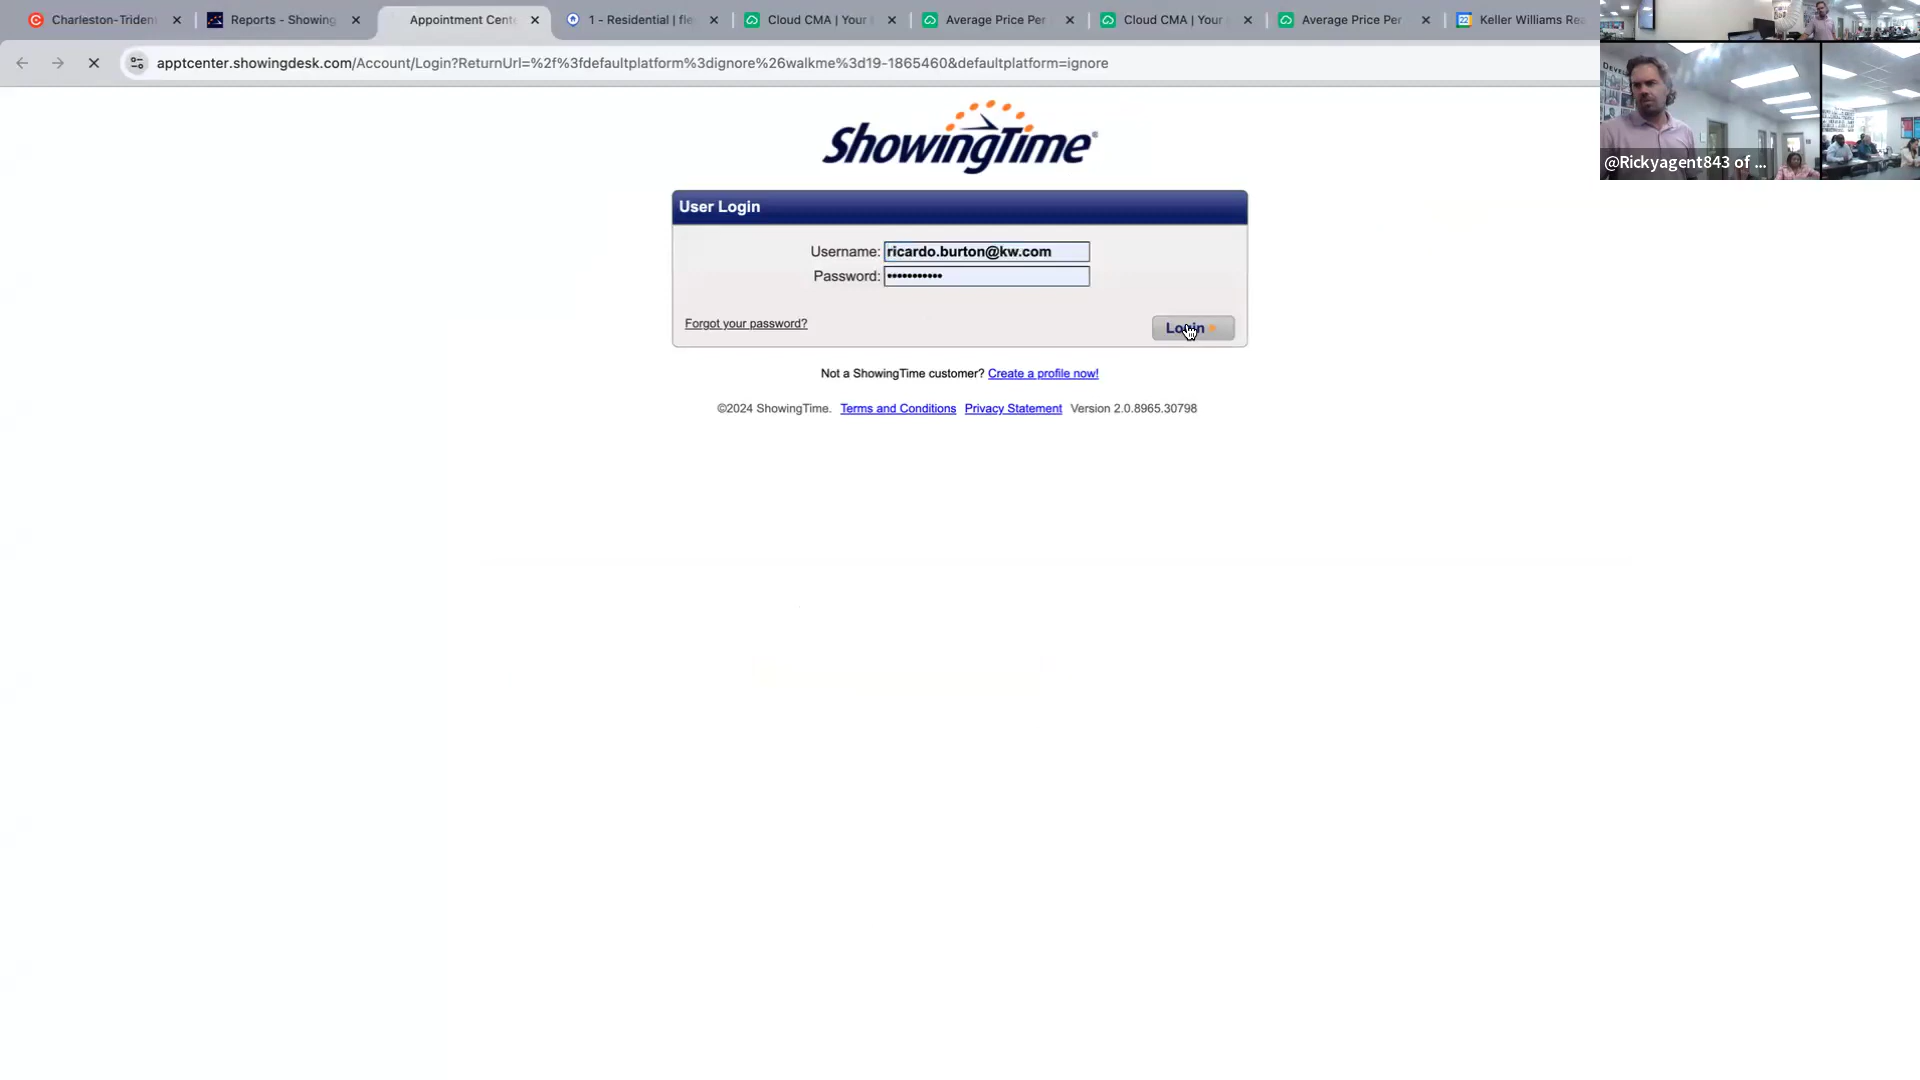 Charleston-Triden
Reports - Showing
Appointment Cent
1 - Residential | fle
Cloud CMA | Your
Average Price Per
Cloud CMA | Your
Average Price Per
22
Keller Williams Rea
apptcenter.showingdesk.com/Account/Login?ReturnUrl=%2f%3fdefaultplatform%3dignore%26walkme%3d19-1865460&defaultplatform=ignore
ShowingTime®
User Login
Username: ricardo.burton@kw.com
Password: •••••••••••
Forgot your password?
Login
Not a ShowingTime customer? Create a profile now!
©2024 ShowingTime. Terms and Conditions Privacy Statement Version 2.0.8965.30798
@Rickyagent843 of ...